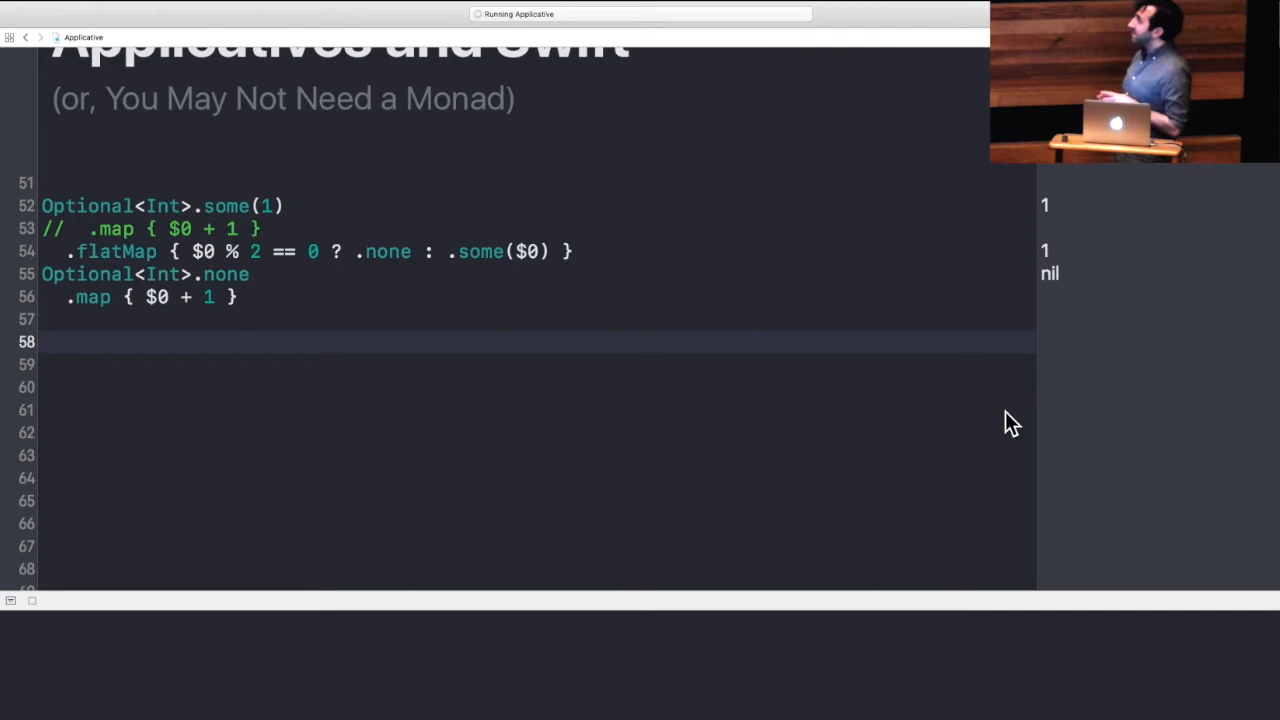 Running Applicative
Applicative
Applicatives and Swift
(or, You May Not Need a Monad)
51
52 Optional<Int>.some(1) 1
53 //  .map { $0 + 1 }
54   .flatMap { $0 % 2 == 0 ? .none : .some($0) } 1
55 Optional<Int>.none nil
56   .map { $0 + 1 }
57
58
59
60
61
62
63
64
65
66
67
68